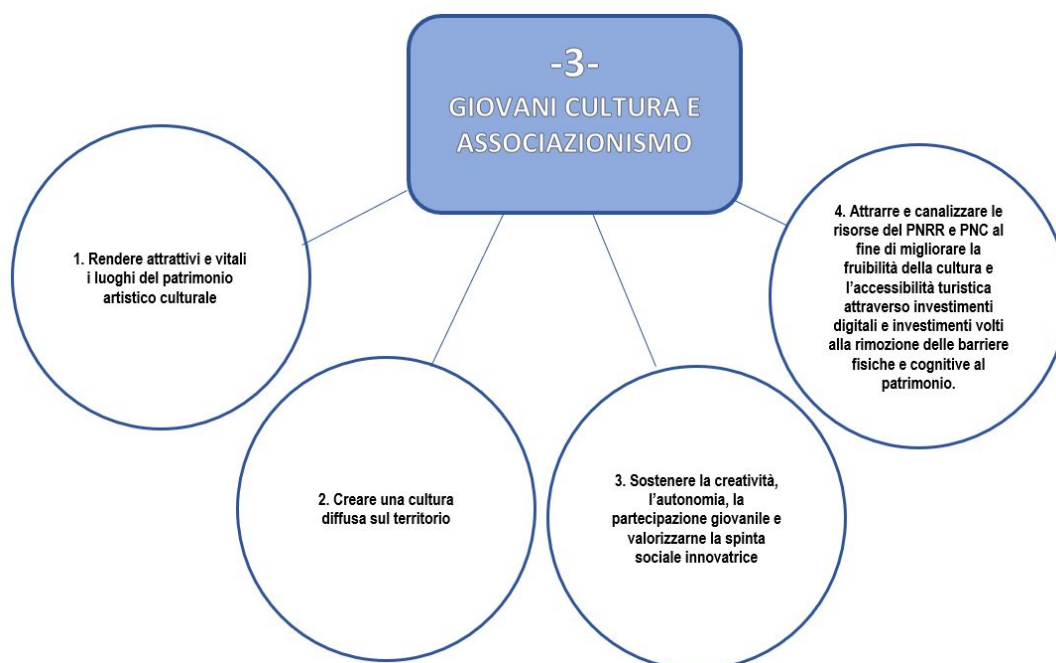 -3-
GIOVANI CULTURA E
ASSOCIAZIONISMO
1. Rendere attrattivi e vitali
i luoghi del patrimonio
artistico culturale
2. Creare una cultura
diffusa sul territorio
3. Sostenere la creatività,
l’autonomia, la
partecipazione giovanile e
valorizzarne la spinta
sociale innovatrice
4. Attrarre e canalizzare le
risorse del PNRR e PNC al
fine di migliorare la
fruibilità della cultura e
l’accessibilità turistica
attraverso investimenti
digitali e investimenti volti
alla rimozione delle barriere
fisiche e cognitive al
patrimonio.